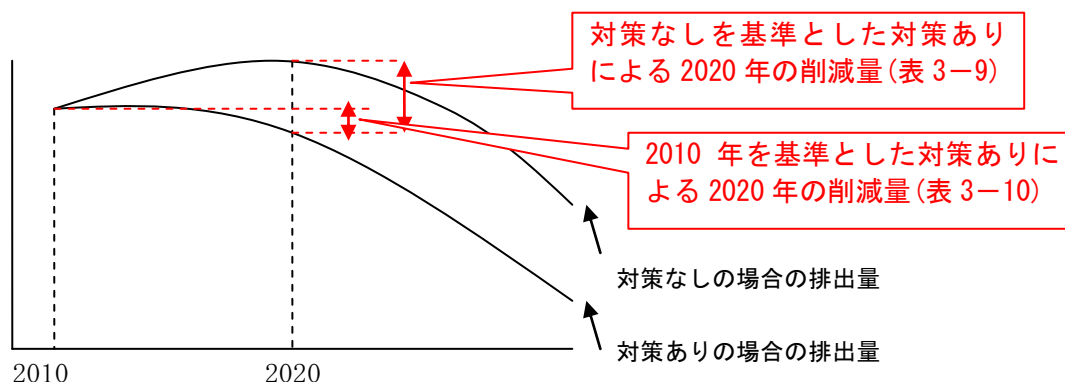 対策なしを基準とした対策あり
による 2020 年の削減量(表 3－9)
2010 年を基準とした対策ありに
よる 2020 年の削減量(表 3－10)
対策なしの場合の排出量
対策ありの場合の排出量
2010
2020